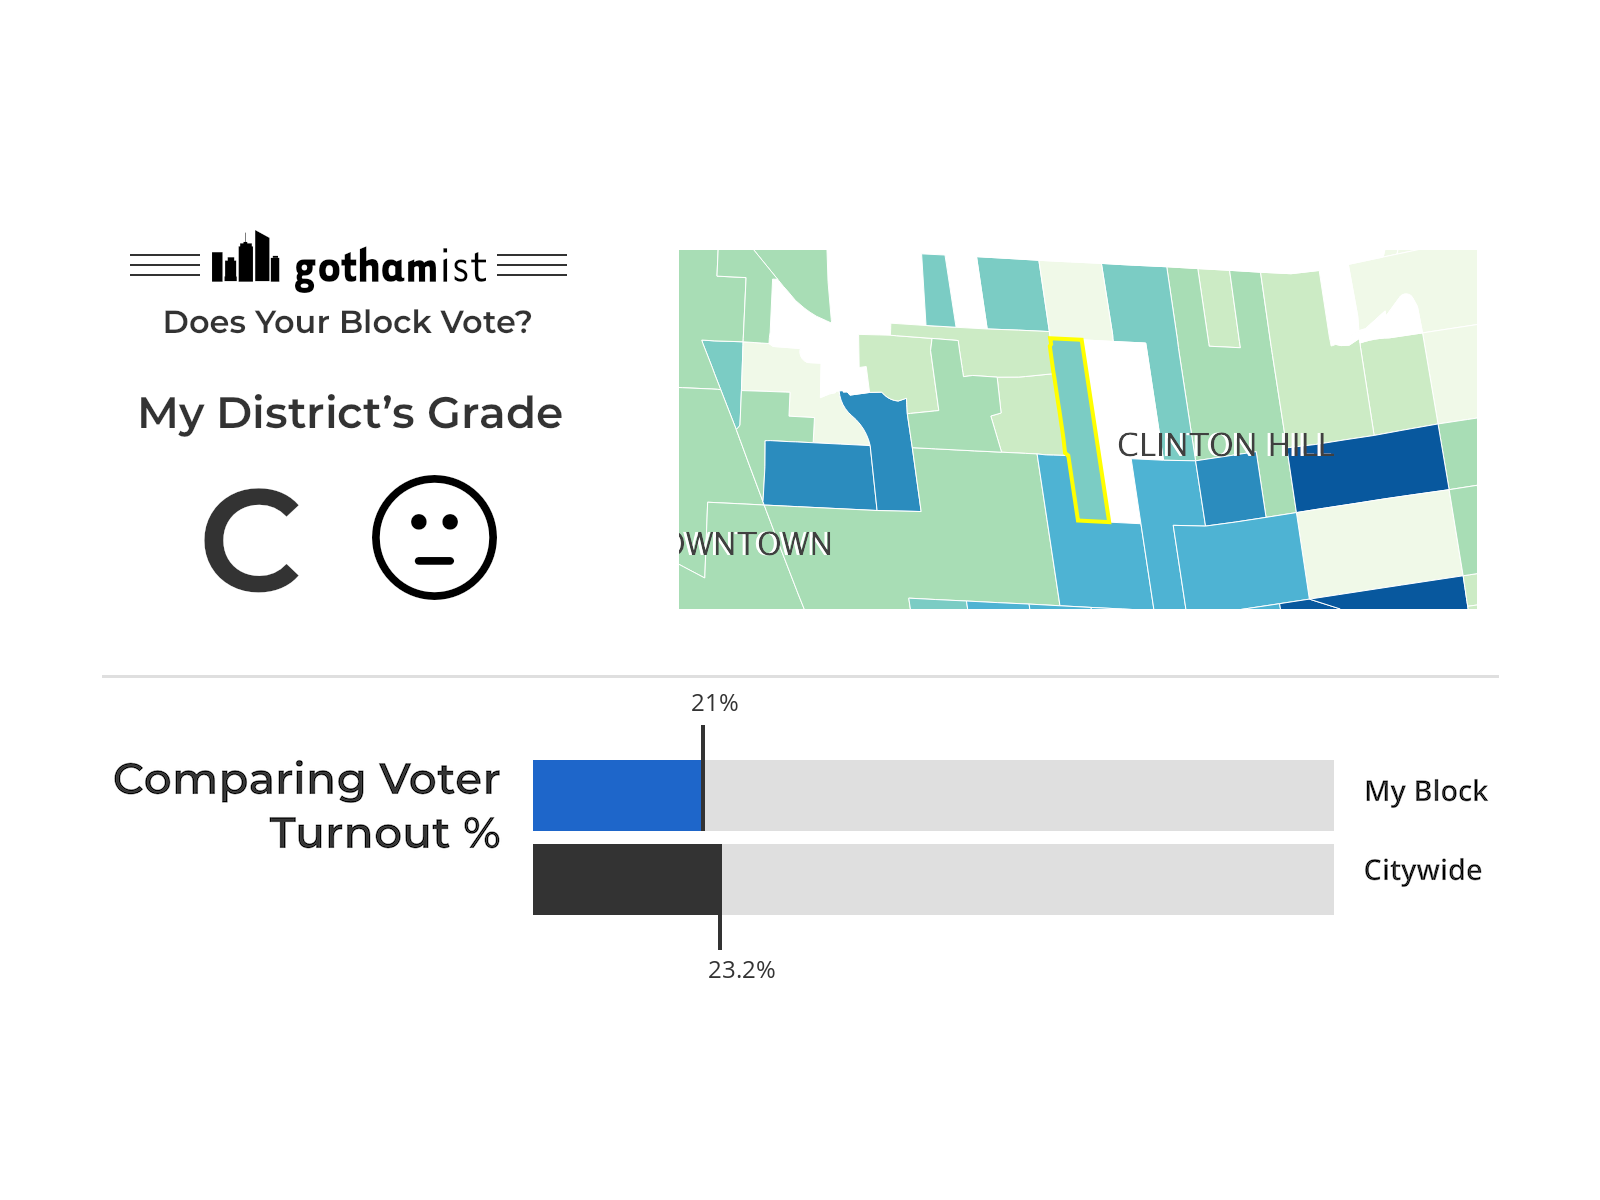 gothamist
Does Your Block Vote?
My District’s Grade
C
CLINTON HILL
OWNTOWN
21%
Comparing Voter
Turnout %
My Block
Citywide
23.2%